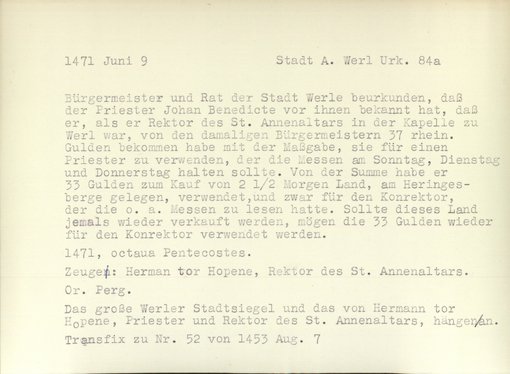 1471 Juni 9 Stadt A. Werl Urk. 84a
Bürgermeister und Rat der Stadt Werle beurkunden, daß
der Priester Johan Benedicte vor ihnen bekannt hat, daß
er, als er Rektor des St. Annenaltars in der Kapelle zu
Werl war, von den damaligen Bürgermeistern 37 rhein.
Gulden bekommen habe mit der Maßgabe, sie für einen
Priester zu verwenden, der die Messen am Sonntag, Dienstag
und Donnerstag halten sollte. Von der Summe habe er
33 Gulden zum Kauf von 2 1/2 Morgen Land, am Heringes-
berge gelegen, verwendet,und zwar für den Konrektor,
der die o. a. Messen zu lesen hatte. Sollte dieses Land
jemals wieder verkauft werden, mögen die 33 Gulden wieder
für den Konrektor verwendet werden.
1471, octaua Pentecostes.
Zeugen: Herman tor Hopene, Rektor des St. Annenaltars.
Or. Perg.
Das große Werler Stadtsiegel und das von Hermann tor
Hopene, Priester und Rektor des St. Annenaltars, hängen/an.
Transfix zu Nr. 52 von 1453 Aug. 7